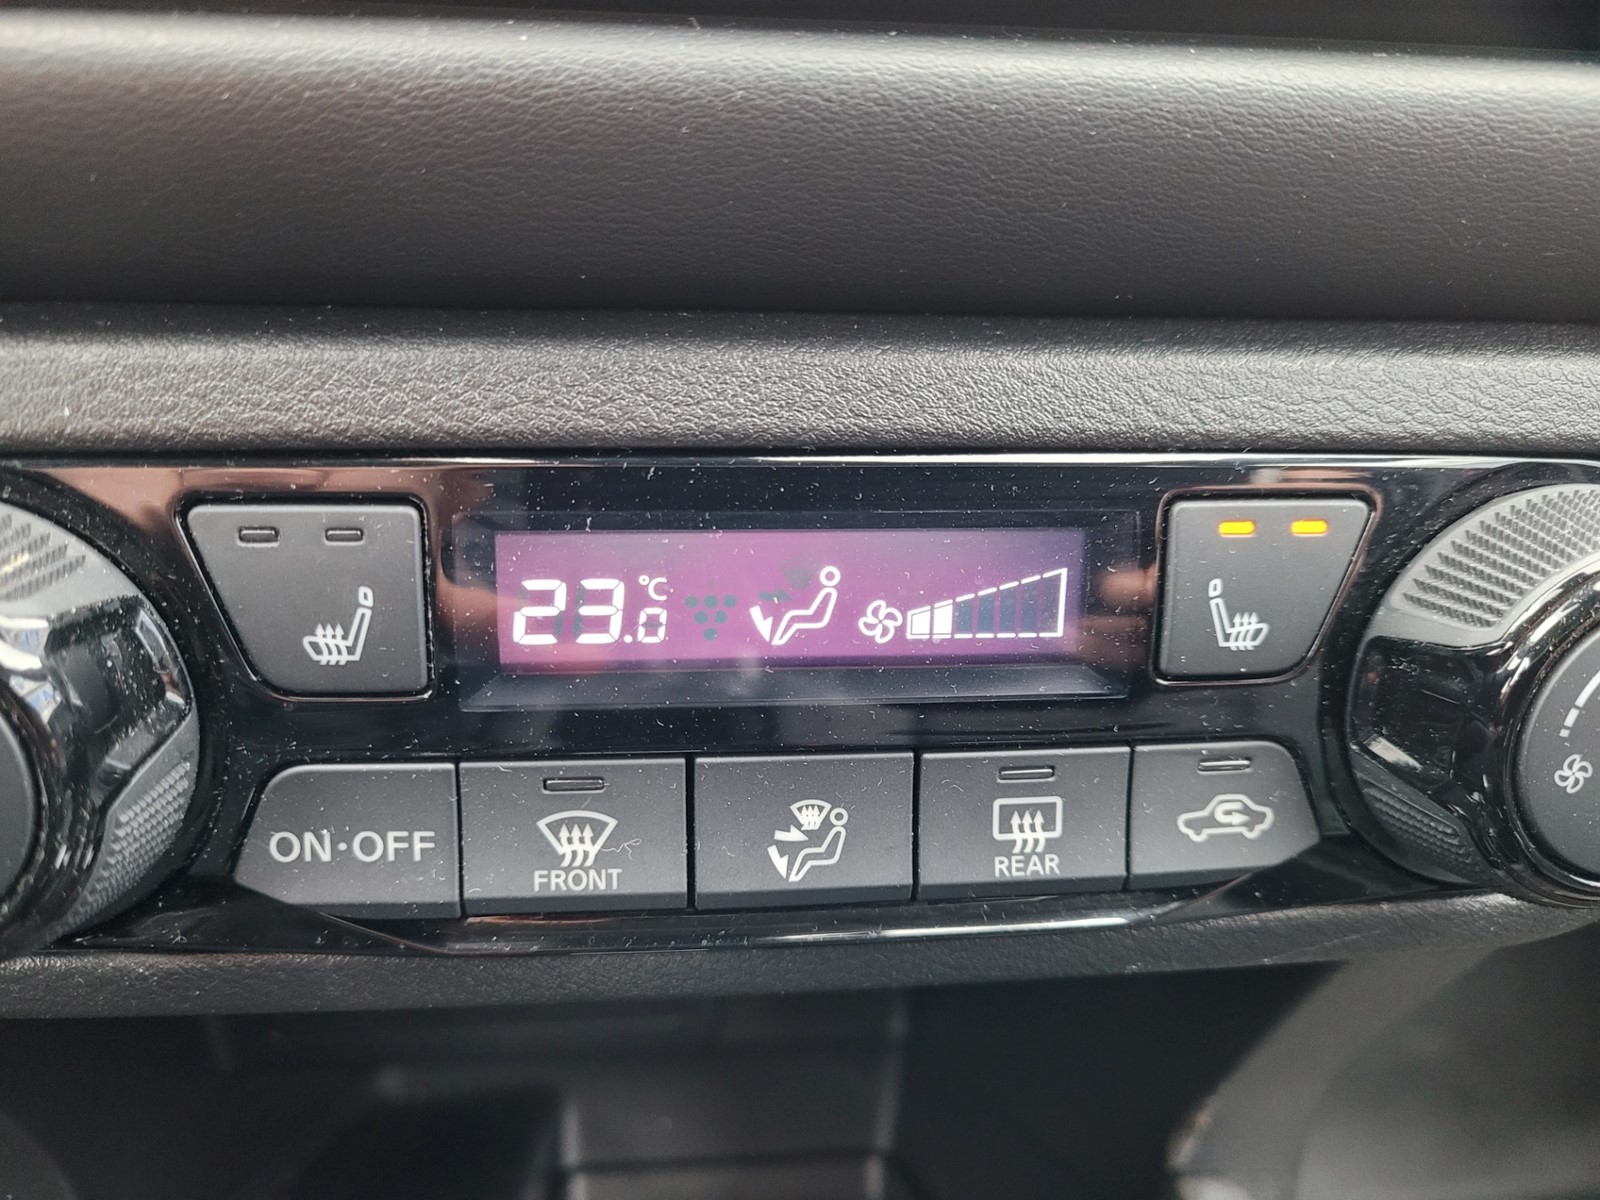 23.0 °C
ON·OFF
FRONT
REAR